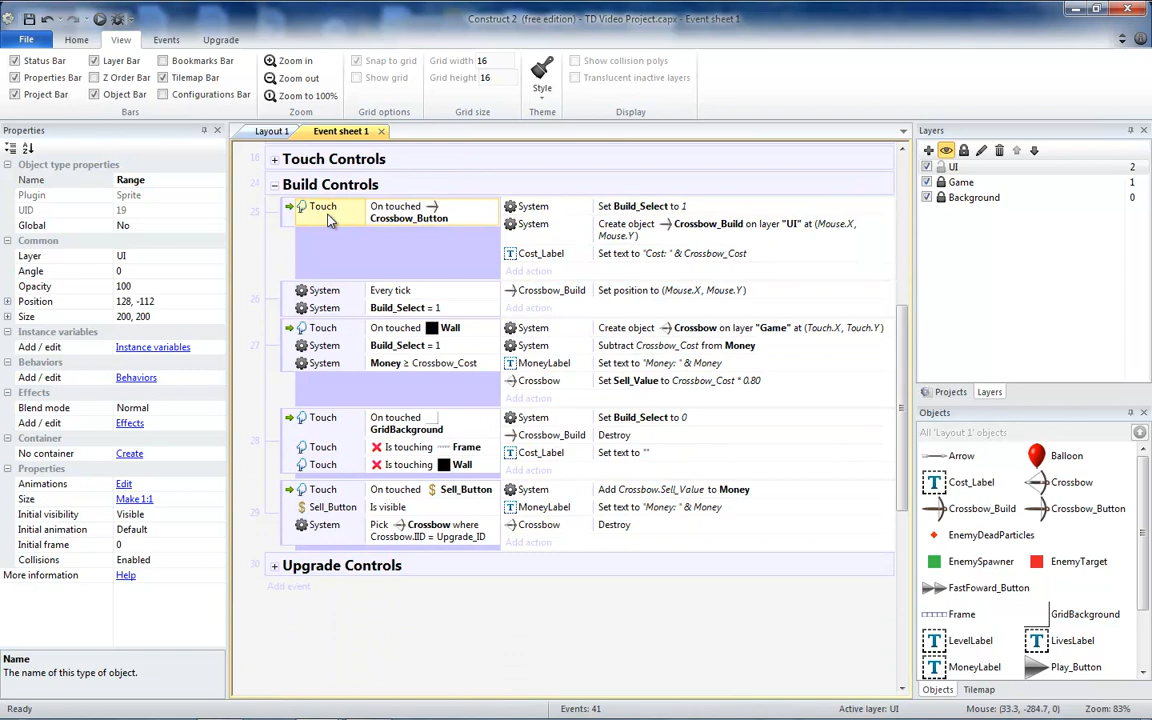 Construct 2  (free edition) - TD Video Project.capx - Event sheet 1
File
Home
View
Events
Upgrade
Status Bar
Layer Bar
Bookmarks Bar
Properties Bar
Z Order Bar
Tilemap Bar
Project Bar
Object Bar
Configurations Bar
Bars
Zoom in
Zoom out
Zoom to 100%
Zoom
Snap to grid
Show grid
Grid options
Grid width 16
Grid height 16
Grid size
Style
Theme
Show collision polys
Translucent inactive layers
Display
Properties
Object type properties
Name Range
Plugin Sprite
UID 19
Global No
Common
Layer UI
Angle 0
Opacity 100
Position 128, -112
Size 200, 200
Instance variables
Add / edit Instance variables
Behaviors
Add / edit Behaviors
Effects
Blend mode Normal
Add / edit Effects
Container
No container Create
Properties
Animations Edit
Size Make 1:1
Initial visibility Visible
Initial animation Default
Initial frame 0
Collisions Enabled
More information Help
Name
The name of this type of object.
Layout 1
Event sheet 1
16 Touch Controls
24 Build Controls
25 Touch On touched Crossbow_Button
System Set Build_Select to 1
System Create object Crossbow_Build on layer "UI" at (Mouse.X, Mouse.Y)
T Cost_Label Set text to "Cost: " & Crossbow_Cost
Add action
26 System Every tick
System Build_Select = 1
Crossbow_Build Set position to (Mouse.X, Mouse.Y)
Add action
27 Touch On touched Wall
System Build_Select = 1
System Money ≥ Crossbow_Cost
System Create object Crossbow on layer "Game" at (Touch.X, Touch.Y)
System Subtract Crossbow_Cost from Money
T MoneyLabel Set text to "Money: " & Money
Crossbow Set Sell_Value to Crossbow_Cost * 0.80
Add action
28 Touch On touched GridBackground
Touch Is touching Frame
Touch Is touching Wall
System Set Build_Select to 0
Crossbow_Build Destroy
T Cost_Label Set text to ""
Add action
29 Touch On touched $ Sell_Button
$ Sell_Button Is visible
System Pick Crossbow where Crossbow.IID = Upgrade_ID
System Add Crossbow.Sell_Value to Money
T MoneyLabel Set text to "Money: " & Money
Crossbow Destroy
Add action
30 Upgrade Controls
Add event
Layers
UI 2
Game 1
Background 0
Projects
Layers
Objects
All 'Layout 1' objects
Arrow
Balloon
T Cost_Label
Crossbow
Crossbow_Build
Crossbow_Button
EnemyDeadParticles
EnemySpawner
EnemyTarget
FastFoward_Button
Frame
GridBackground
T LevelLabel
T LivesLabel
T MoneyLabel
Play_Button
Objects
Tilemap
Ready
Events: 41
Active layer: UI
Mouse: (33.3, -284.7, 0)
Zoom: 83%